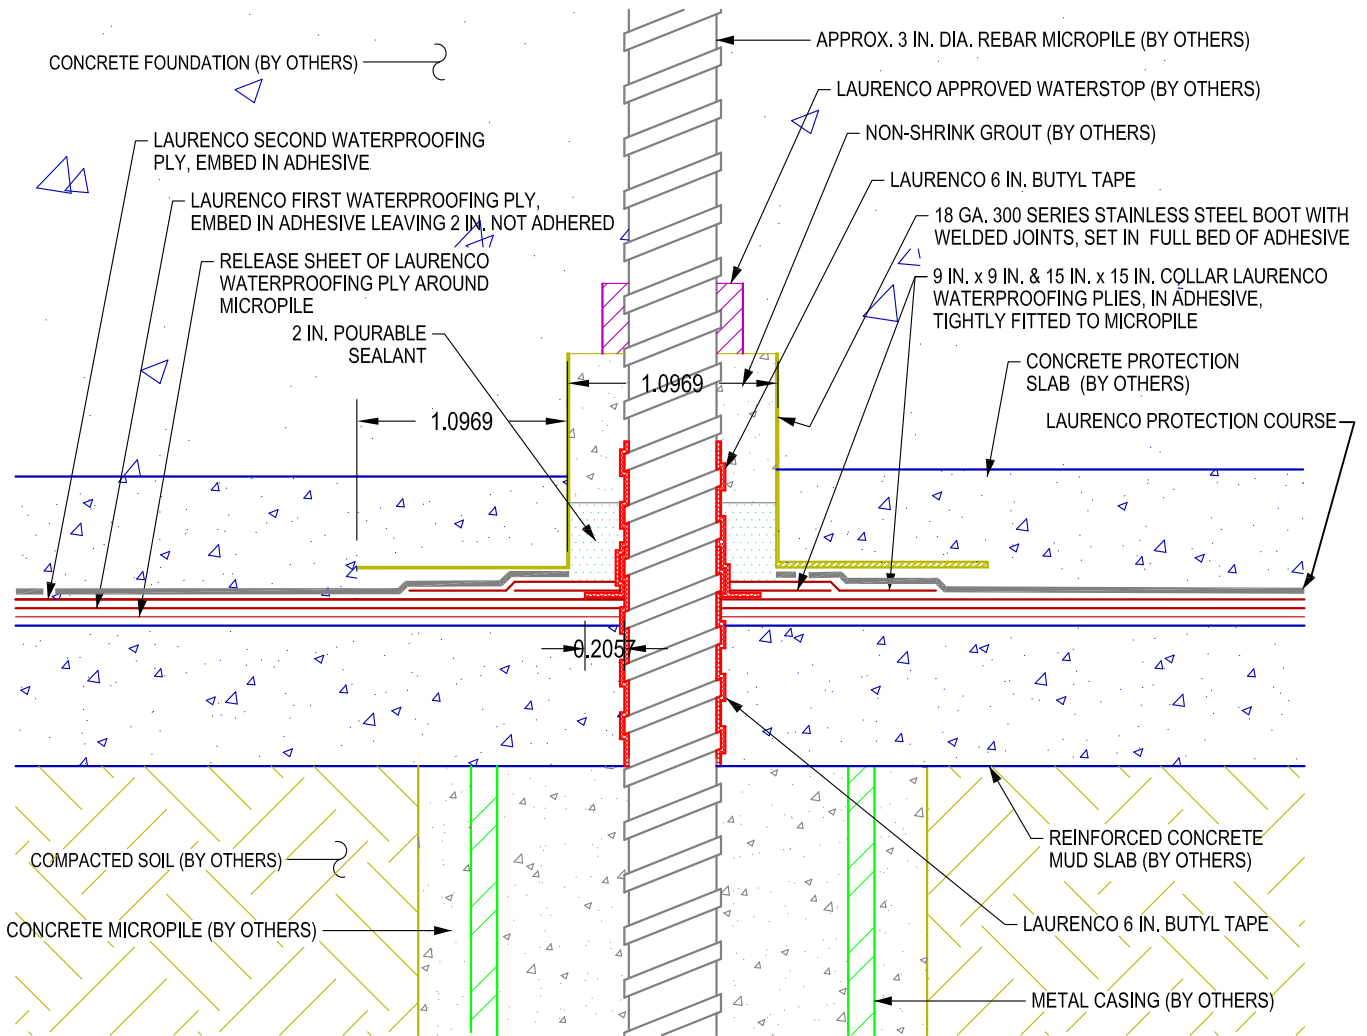 APPROX. 3 IN. DIA. REBAR MICROPILE (BY OTHERS)
CONCRETE FOUNDATION (BY OTHERS)
LAURENCO APPROVED WATERSTOP (BY OTHERS)
NON-SHRINK GROUT (BY OTHERS)
LAURENCO SECOND WATERPROOFING
PLY, EMBED IN ADHESIVE
LAURENCO 6 IN. BUTYL TAPE
LAURENCO FIRST WATERPROOFING PLY,
EMBED IN ADHESIVE LEAVING 2 IN. NOT ADHERED
18 GA. 300 SERIES STAINLESS STEEL BOOT WITH
WELDED JOINTS, SET IN FULL BED OF ADHESIVE
RELEASE SHEET OF LAURENCO
WATERPROOFING PLY AROUND
MICROPILE
9 IN. x 9 IN. & 15 IN. x 15 IN. COLLAR LAURENCO
WATERPROOFING PLIES, IN ADHESIVE,
TIGHTLY FITTED TO MICROPILE
2 IN. POURABLE
SEALANT
CONCRETE PROTECTION
SLAB (BY OTHERS)
1.0969
1.0969
LAURENCO PROTECTION COURSE
0.2057
REINFORCED CONCRETE
MUD SLAB (BY OTHERS)
COMPACTED SOIL (BY OTHERS)
CONCRETE MICROPILE (BY OTHERS)
LAURENCO 6 IN. BUTYL TAPE
METAL CASING (BY OTHERS)